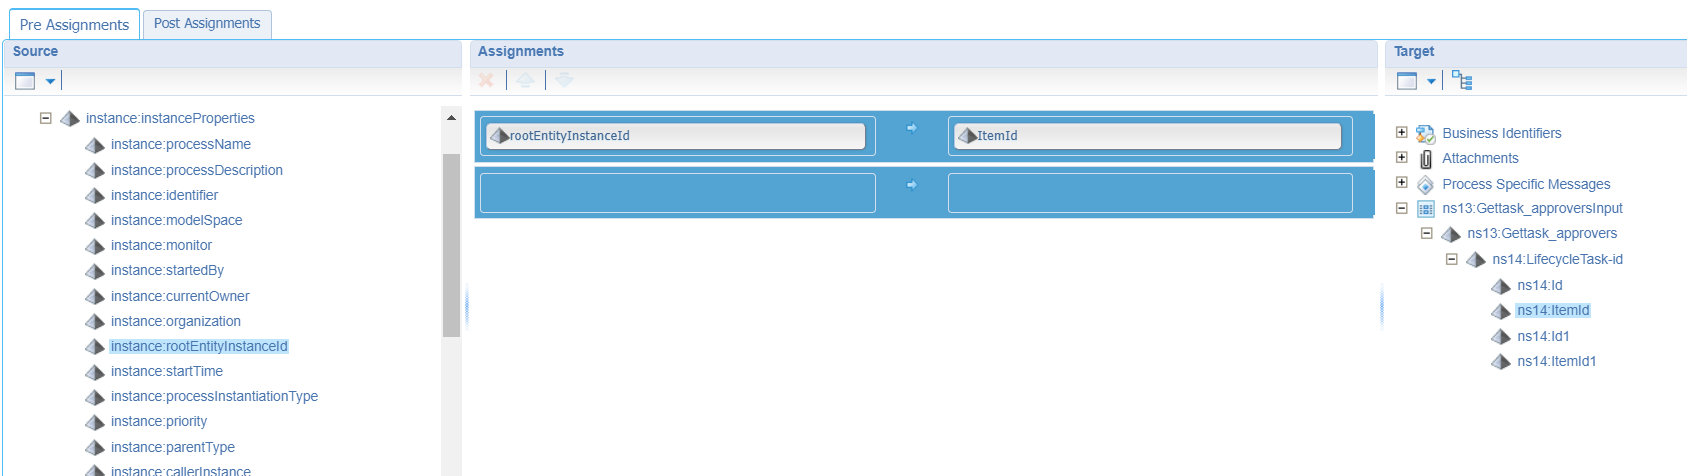 Pre Assignments
Post Assignments
Source
Assignments
Target
instance:instanceProperties
instance:processName
instance:processDescription
instance:identifier
instance:modelSpace
instance:monitor
instance:startedBy
instance:currentOwner
instance:organization
instance:rootEntityInstanceId
instance:startTime
instance:processInstantiationType
instance:priority
instance:parentType
instance:callerInstance
rootEntityInstanceId
ItemId
Business Identifiers
Attachments
Process Specific Messages
ns13:Gettask_approversInput
ns13:Gettask_approvers
ns14:LifecycleTask-id
ns14:Id
ns14:ItemId
ns14:Id1
ns14:ItemId1